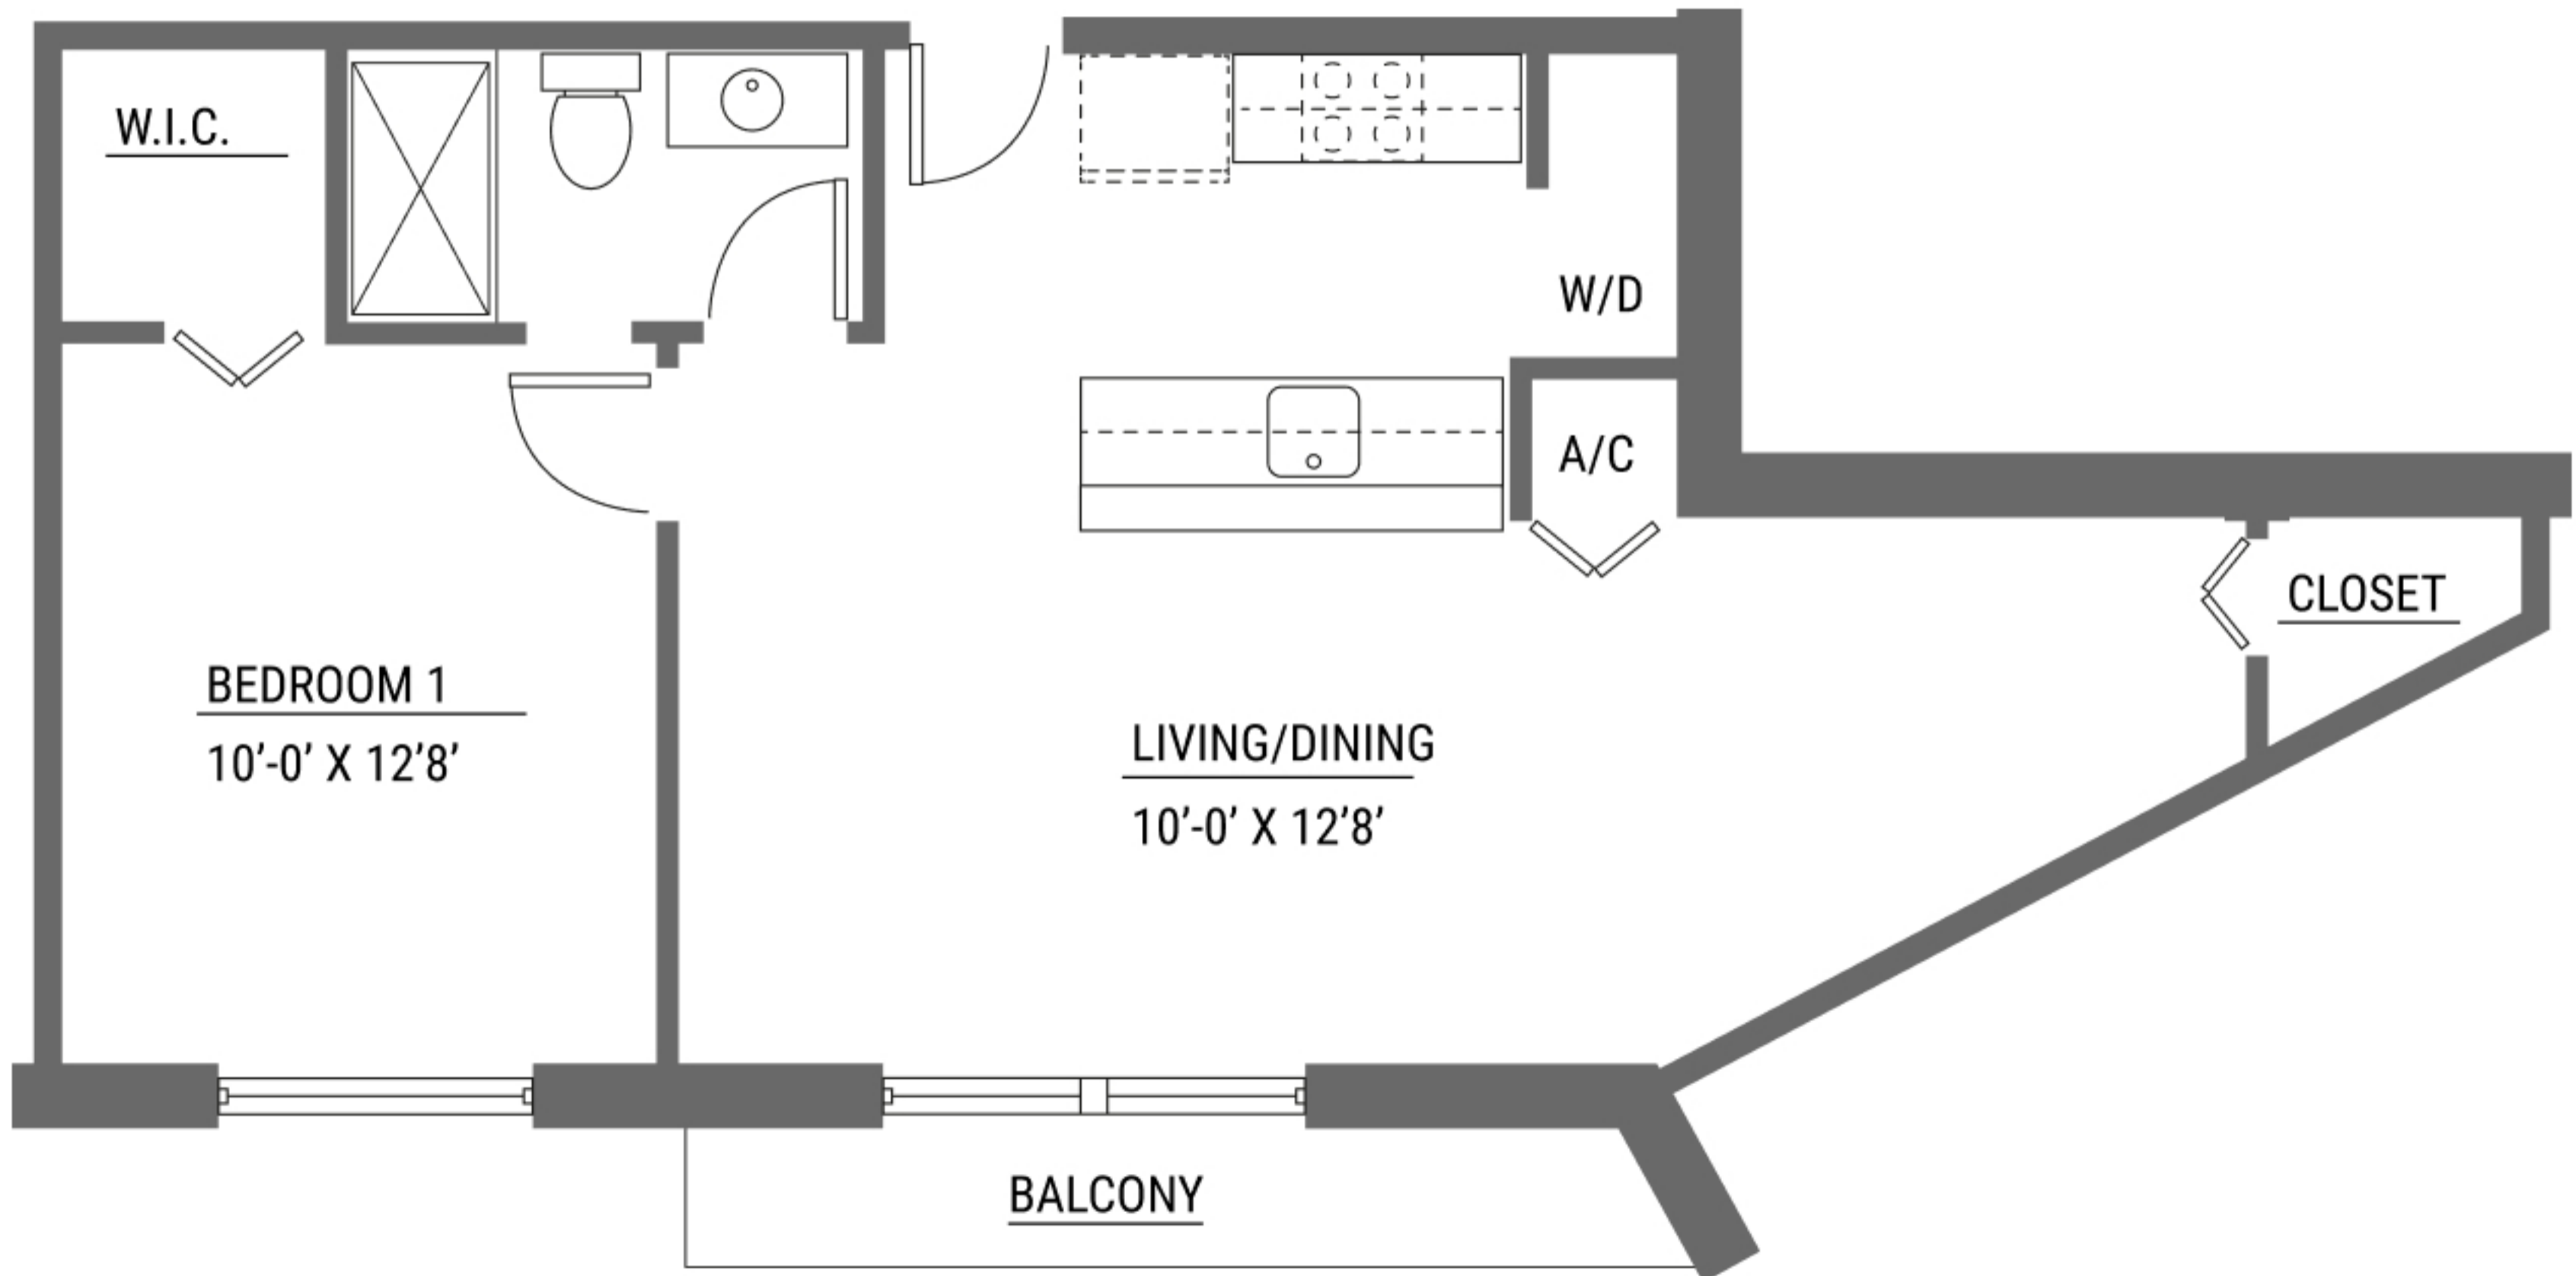 W.I.C.
W/D
A/C
CLOSET
BEDROOM 1
10’-0’ X 12’8’
LIVING/DINING
10’-0’ X 12’8’
BALCONY